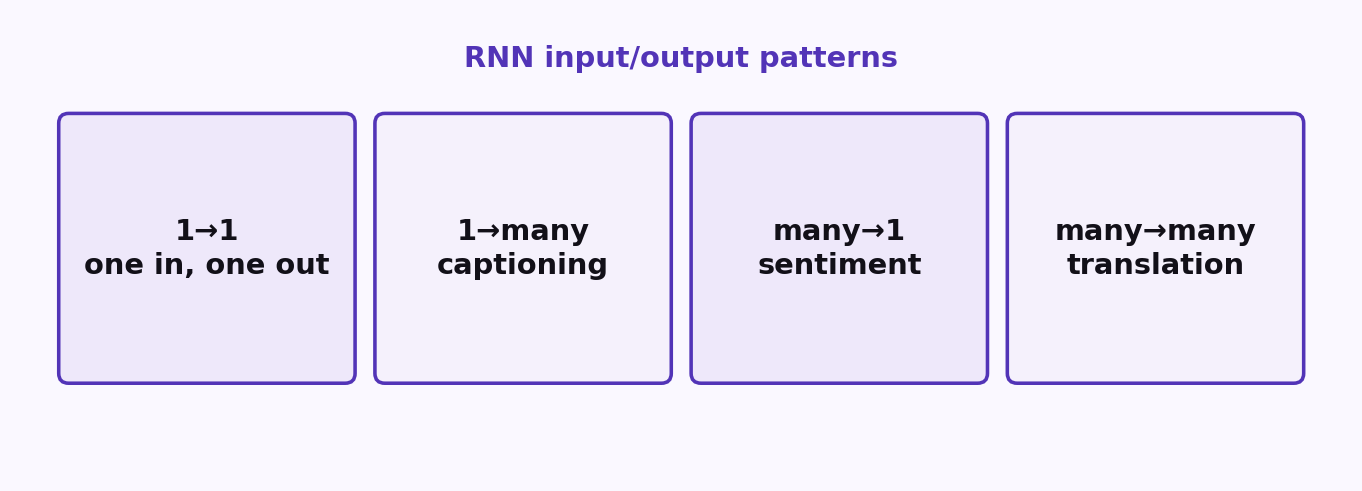 RNN input/output patterns
1→1
one in, one out
1→many
captioning
many→1
sentiment
many→many
translation